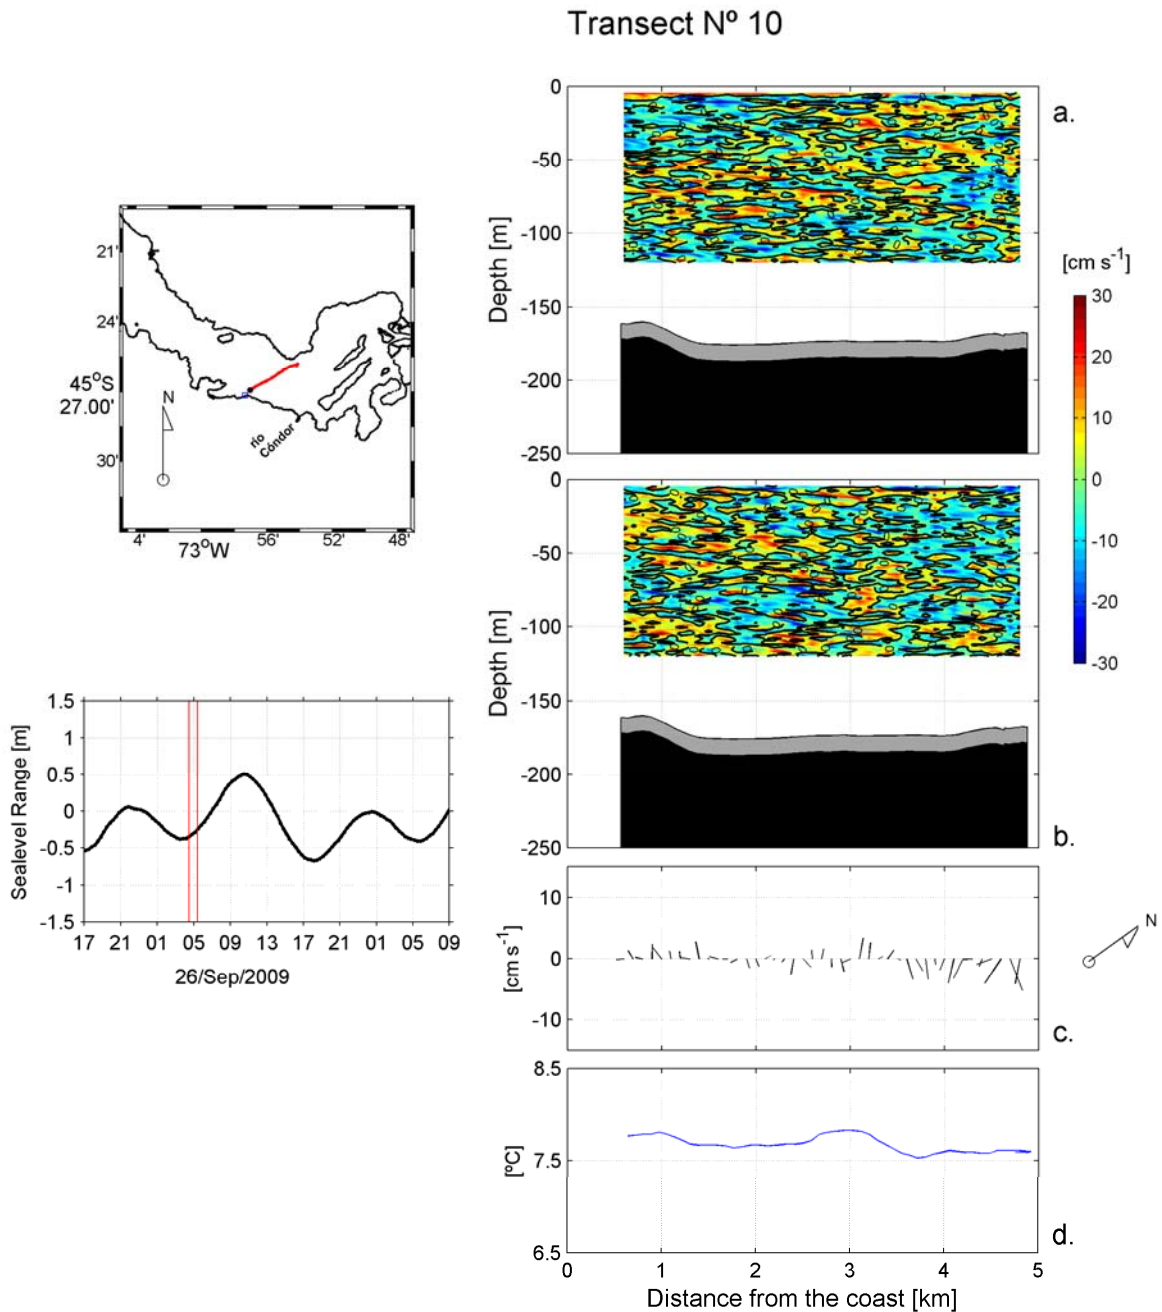 Transect Nº 10
0
-50
-100
-150
-200
-250
Depth [m]
a.
21'
24'
45°S
27.00'
30'
N
río
Cóndor
4'
73°W
56'
52'
48'
[cm s-1]
30
20
10
0
-10
-20
-30
0
-50
-100
-150
-200
-250
Depth [m]
b.
1.5
1
0.5
0
-0.5
-1
-1.5
Sealevel Range [m]
17 21 01 05 09 13 17 21 01 05 09
26/Sep/2009
10
0
-10
[cm s-1]
N
c.
8.5
7.5
6.5
[ºC]
d.
0 1 2 3 4 5
Distance from the coast [km]